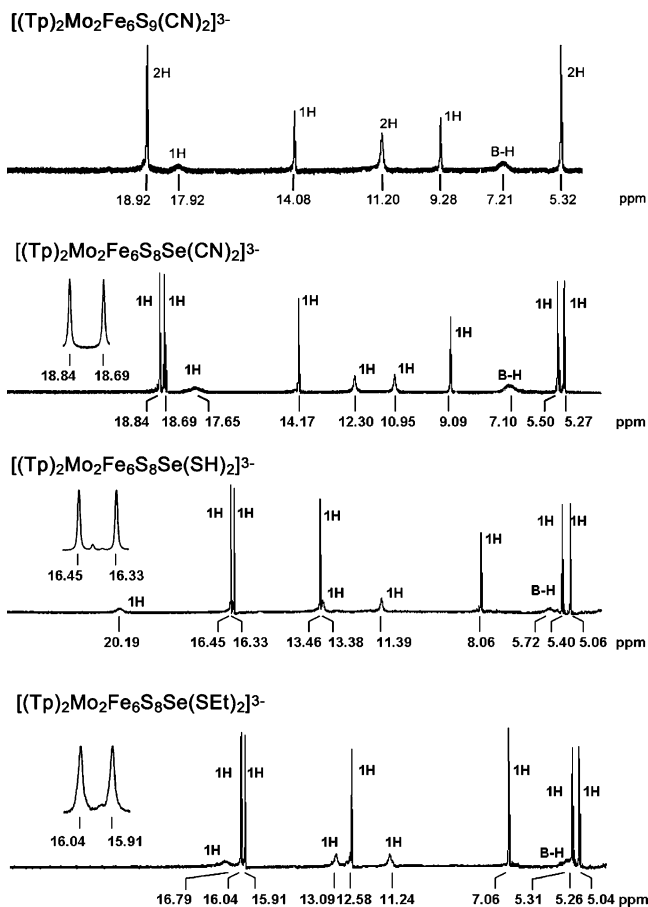 [(Tp)₂Mo₂Fe₆S₉(CN)₂]³⁻
2H
1H
1H
2H
1H
B-H
2H
18.92 17.92 14.08 11.20 9.28 7.21 5.32 ppm
[(Tp)₂Mo₂Fe₆S₈Se(CN)₂]³⁻
1H 1H 1H 1H 1H 1H 1H B-H 1H 1H
18.84 18.69
18.84 18.69 17.65 14.17 12.30 10.95 9.09 7.10 5.50 5.27 ppm
[(Tp)₂Mo₂Fe₆S₈Se(SH)₂]³⁻
1H 1H 1H 1H 1H 1H 1H B-H 1H 1H
16.45 16.33
20.19 16.45 16.33 13.46 13.38 11.39 8.06 5.72 5.40 5.06 ppm
[(Tp)₂Mo₂Fe₆S₈Se(SEt)₂]³⁻
1H 1H 1H 1H 1H 1H 1H B-H 1H 1H
16.04 15.91
16.79 16.04 15.91 13.09 12.58 11.24 7.06 5.31 5.26 5.04 ppm